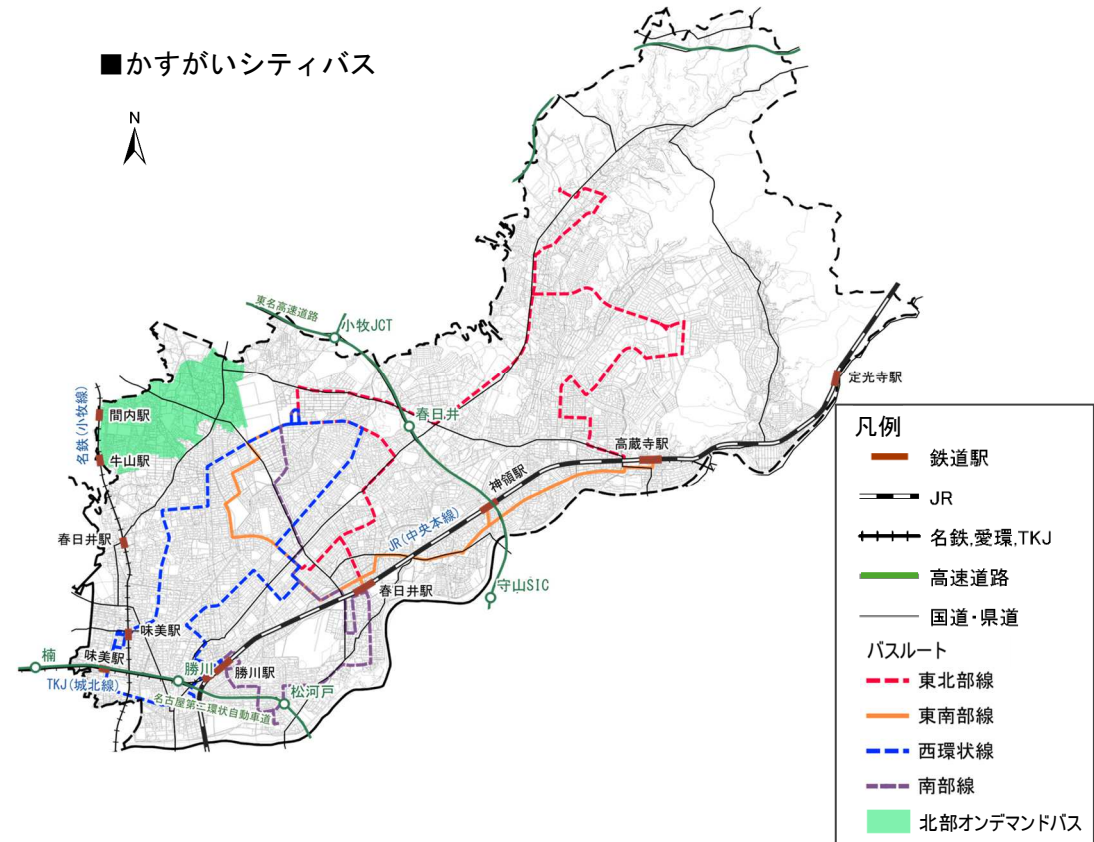 ■かすがいシティバス
N
東名高速道路
小牧JCT
名鉄(小牧線)
間内駅
牛山駅
春日井
定光寺駅
高蔵寺駅
神領駅
JR(中央本線)
春日井駅
春日井駅
守山SIC
味美駅
味美駅
楠
勝川
勝川駅
TKJ(城北線)
松河戸
名古屋第二環状自動車道
凡例
鉄道駅
JR
名鉄,愛環,TKJ
高速道路
国道・県道
バスルート
東北部線
東南部線
西環状線
南部線
北部オンデマンドバス